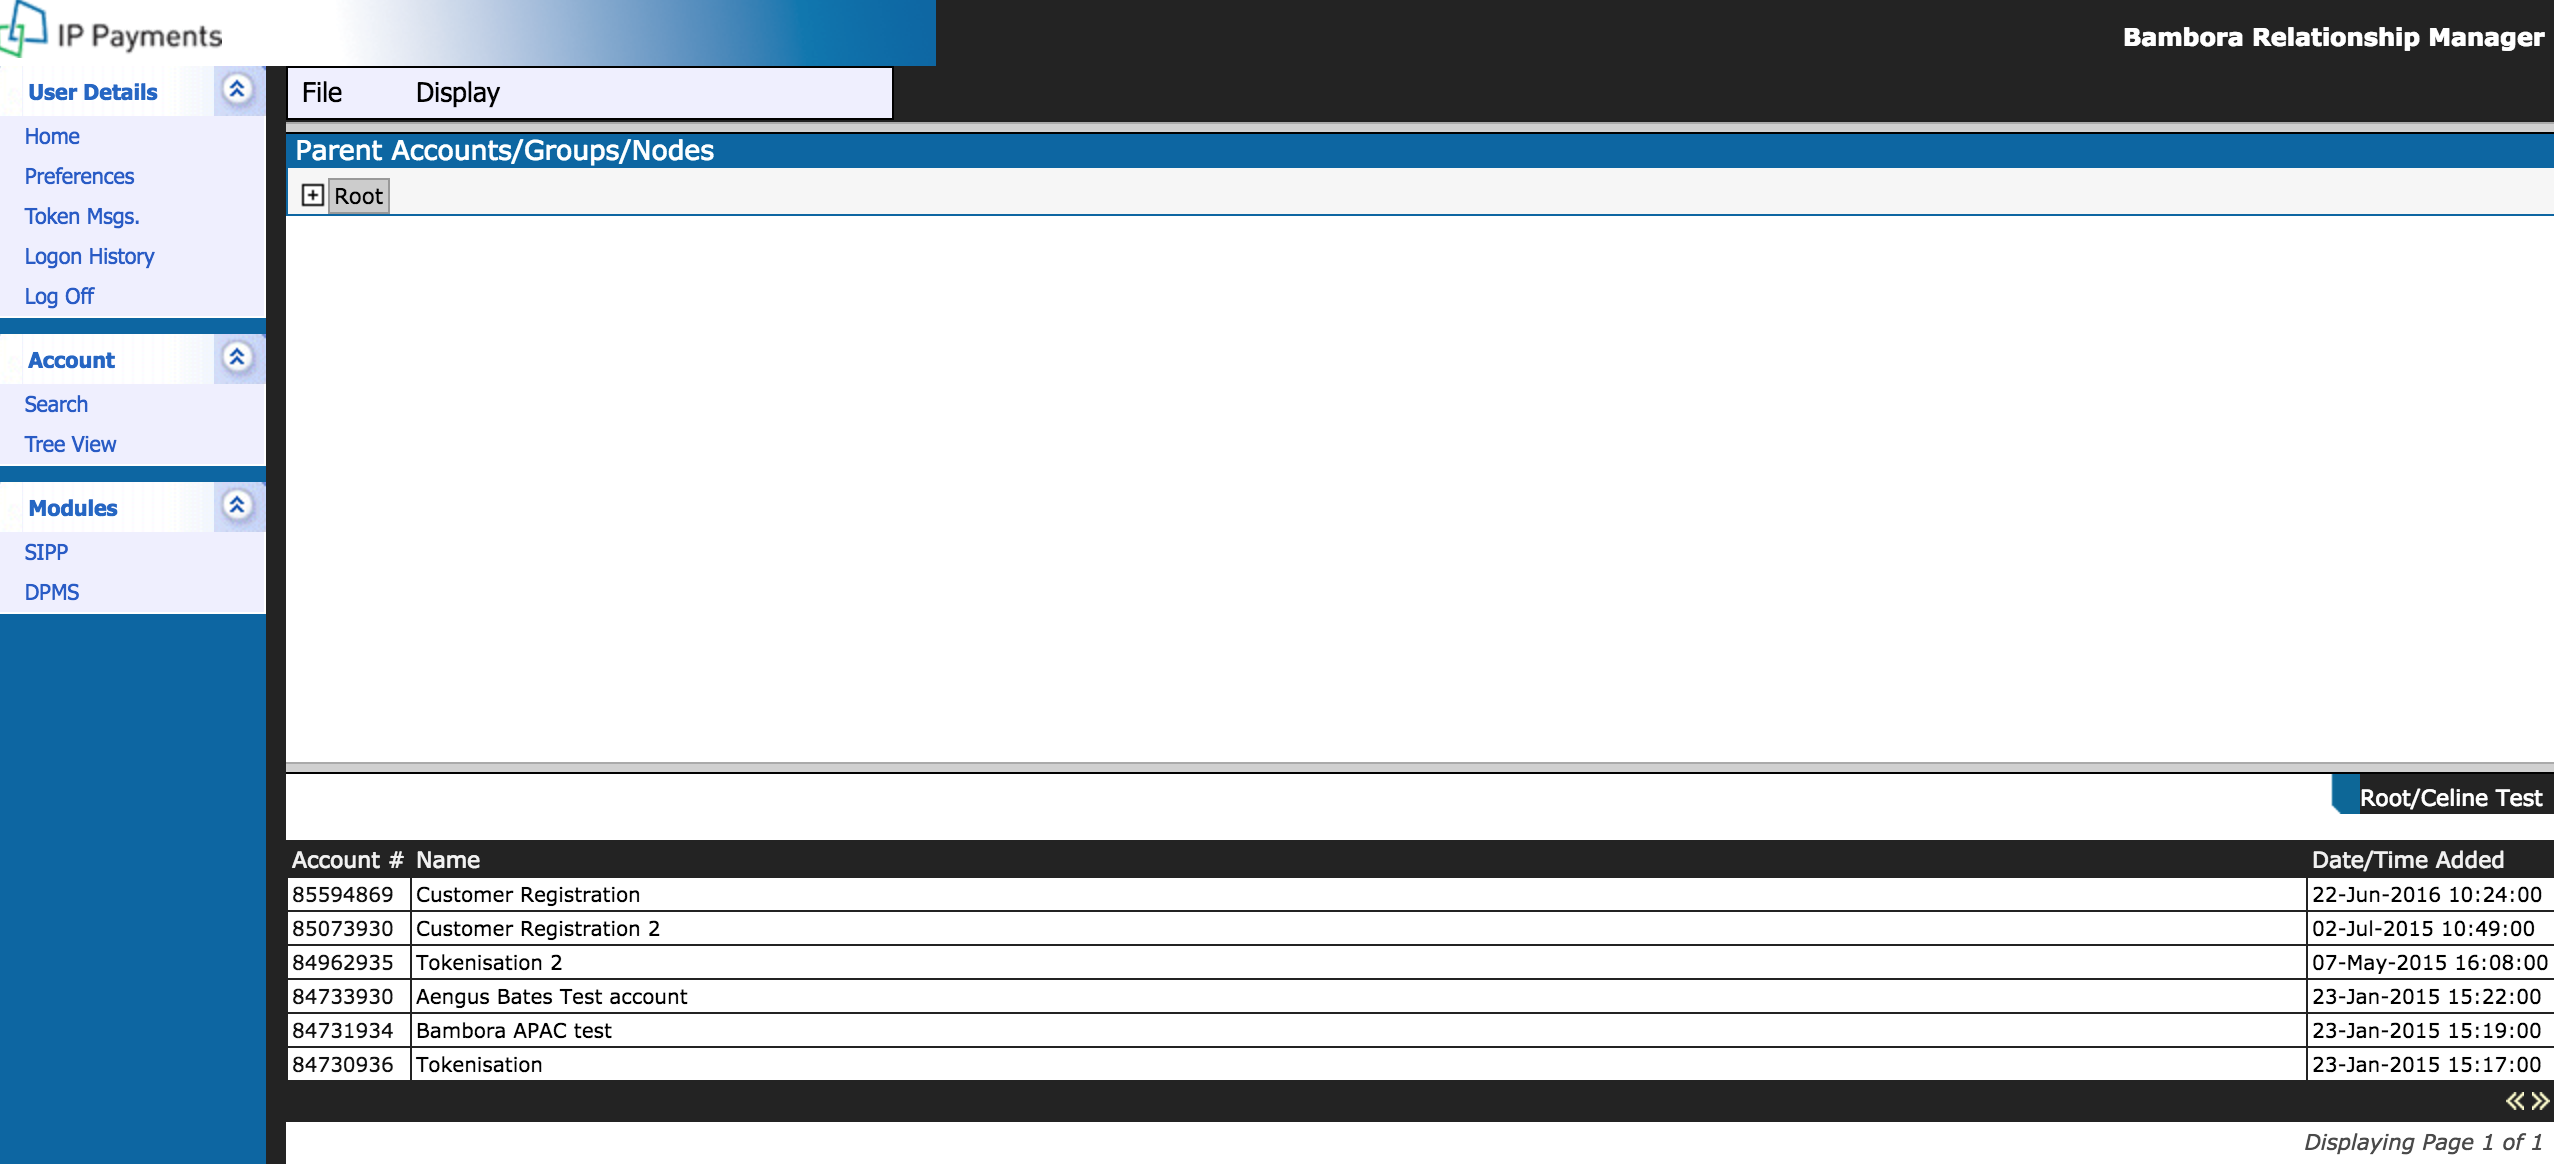 IP Payments
Bambora Relationship Manager
User Details
Home
Preferences
Token Msgs.
Logon History
Log Off
Account
Search
Tree View
Modules
SIPP
DPMS
File Display
Parent Accounts/Groups/Nodes
Root
Root/Celine Test
Account # Name Date/Time Added
85594869 Customer Registration 22-Jun-2016 10:24:00
85073930 Customer Registration 2 02-Jul-2015 10:49:00
84962935 Tokenisation 2 07-May-2015 16:08:00
84733930 Aengus Bates Test account 23-Jan-2015 15:22:00
84731934 Bambora APAC test 23-Jan-2015 15:19:00
84730936 Tokenisation 23-Jan-2015 15:17:00
Displaying Page 1 of 1